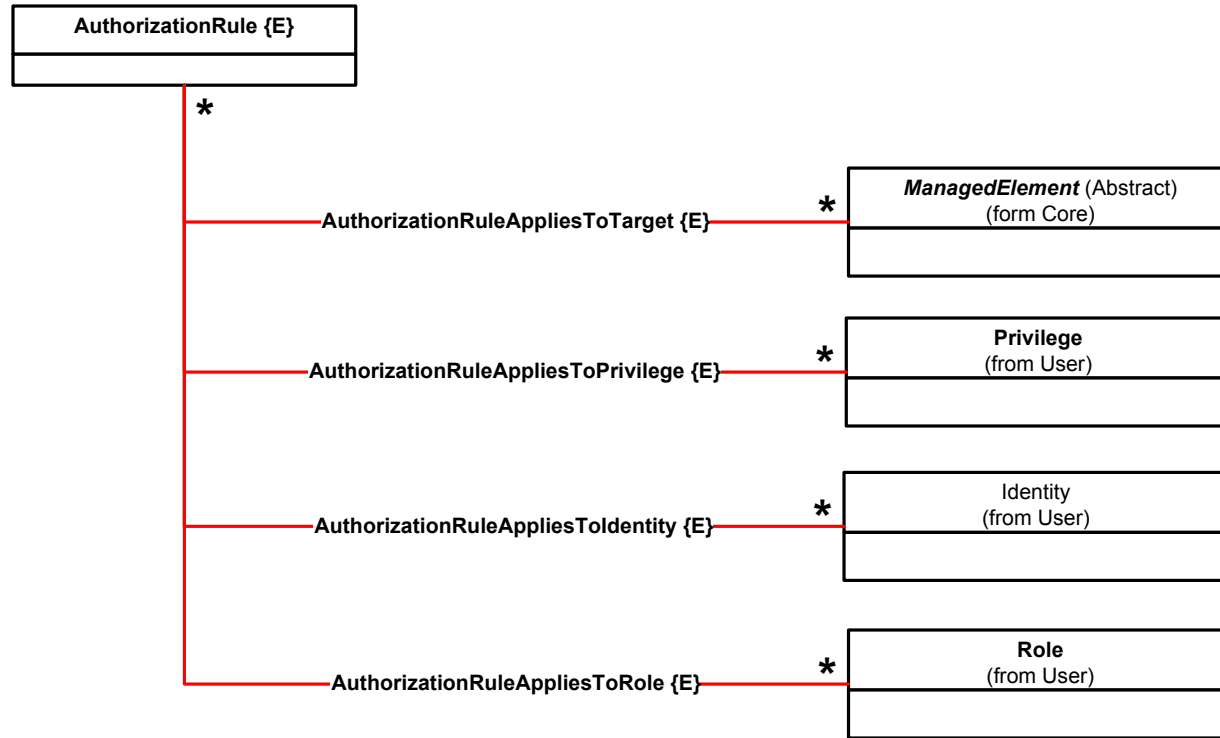 AuthorizationRule {E}
*
ManagedElement (Abstract)
(form Core)
AuthorizationRuleAppliesToTarget {E}
*
Privilege
(from User)
AuthorizationRuleAppliesToPrivilege {E}
*
Identity
(from User)
AuthorizationRuleAppliesToIdentity {E}
*
Role
(from User)
AuthorizationRuleAppliesToRole {E}
*